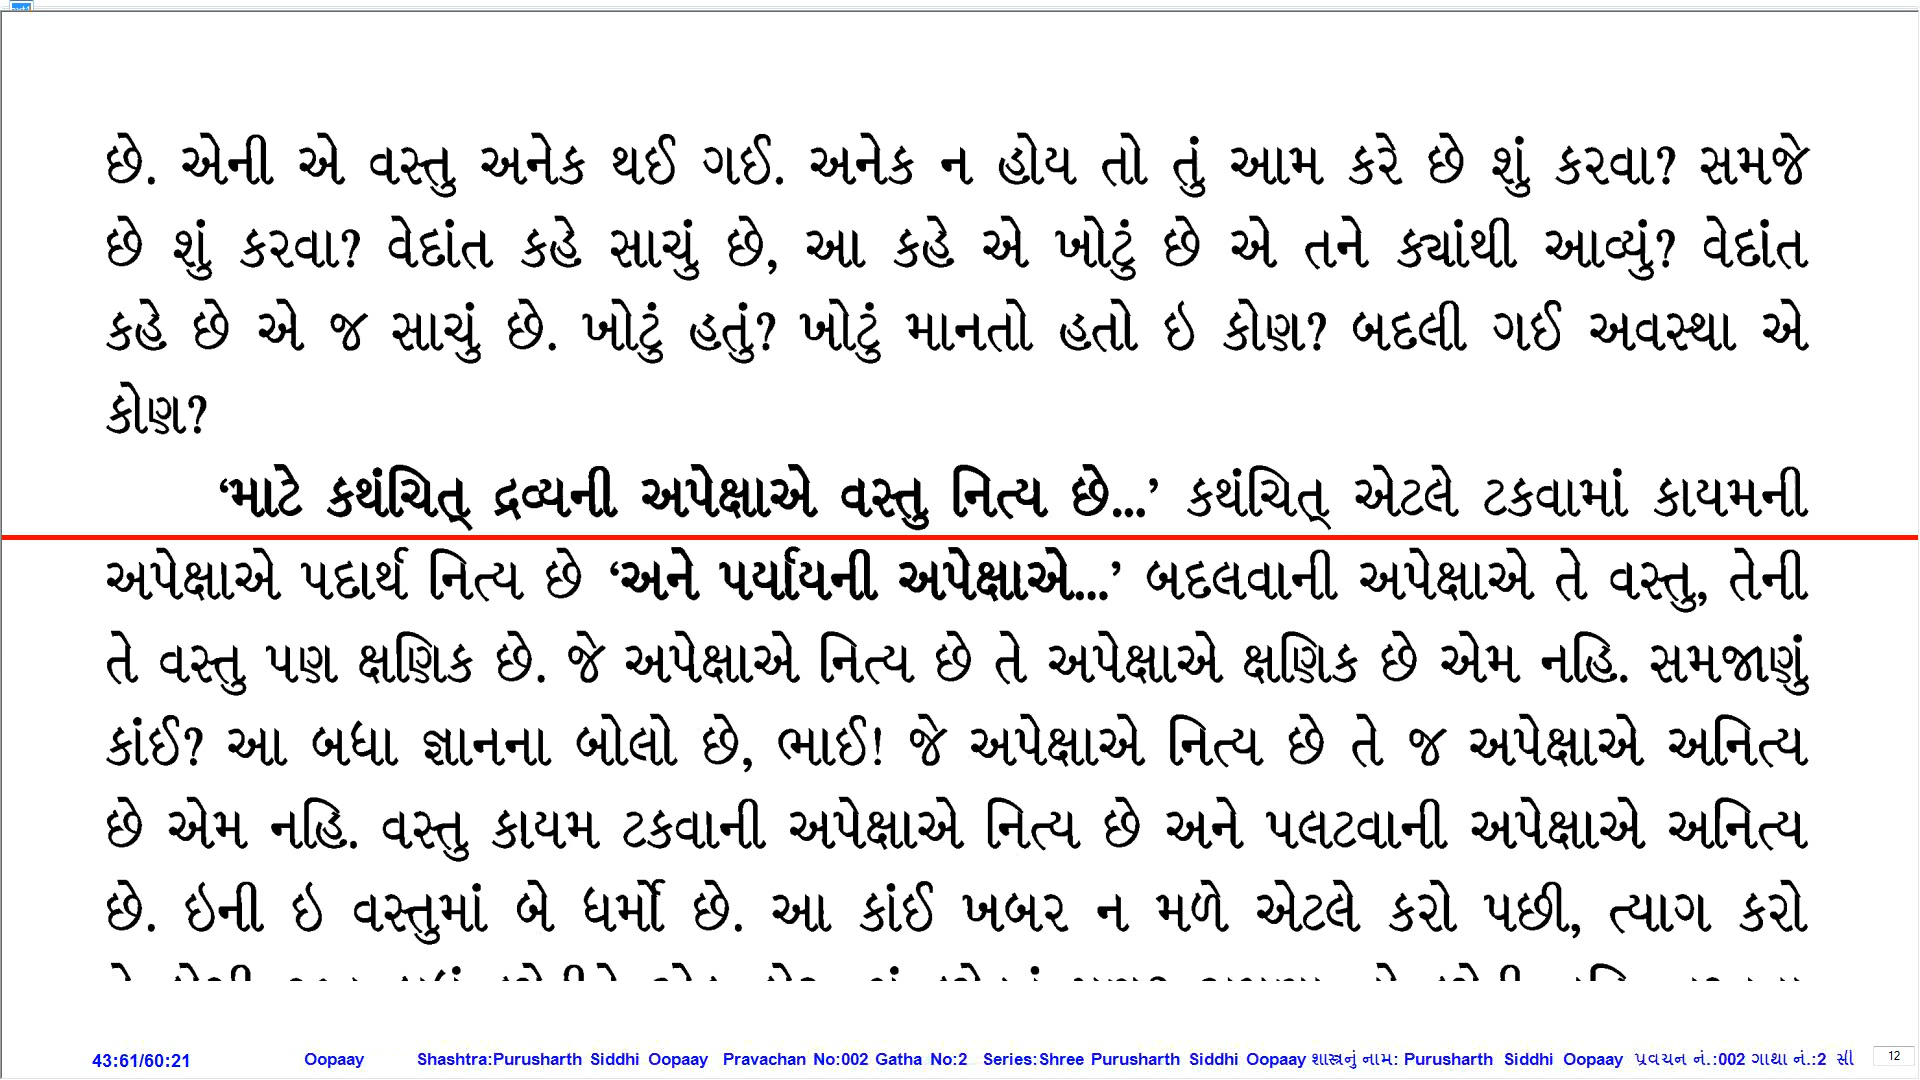 છે. એની એ વસ્તુ અનેક થઈ ગઈ. અનેક ન હોય તો તું આમ કરે છે શું કરવા? સમજે
છે શું કરવા? વેદાંત કહે સાચું છે, આ કહે એ ખોટું છે એ તને ક્યાંથી આવ્યું? વેદાંત
કહે છે એ જ સાચું છે. ખોટું હતું? ખોટું માનતો હતો ઇ કોણ? બદલી ગઈ અવસ્થા એ
કોણ?
‘માટે કથંચિત્ દ્રવ્યની અપેક્ષાએ વસ્તુ નિત્ય છે...’ કથંચિત્ એટલે ટકવામાં કાયમની
અપેક્ષાએ પદાર્થ નિત્ય છે ‘અને પર્યાયની અપેક્ષાએ...’ બદલવાની અપેક્ષાએ તે વસ્તુ, તેની
તે વસ્તુ પણ ક્ષણિક છે. જે અપેક્ષાએ નિત્ય છે તે અપેક્ષાએ ક્ષણિક છે એમ નહિ. સમજાણું
કાંઈ? આ બધા જ્ઞાનના બોલો છે, ભાઈ! જે અપેક્ષાએ નિત્ય છે તે જ અપેક્ષાએ અનિત્ય
છે એમ નહિ. વસ્તુ કાયમ ટકવાની અપેક્ષાએ નિત્ય છે અને પલટવાની અપેક્ષાએ અનિત્ય
છે. ઇની ઇ વસ્તુમાં બે ધર્મો છે. આ કાંઈ ખબર ન મળે એટલે કરો પછી, ત્યાગ કરો
43:61/60:21 Oopaay Shashtra:Purusharth Siddhi Oopaay Pravachan No:002 Gatha No:2 Series:Shree Purusharth Siddhi Oopaay શાસ્ત્રનું નામ: Purusharth Siddhi Oopaay પ્રવચન નં.:002 ગાથા નં.:2 સી 12